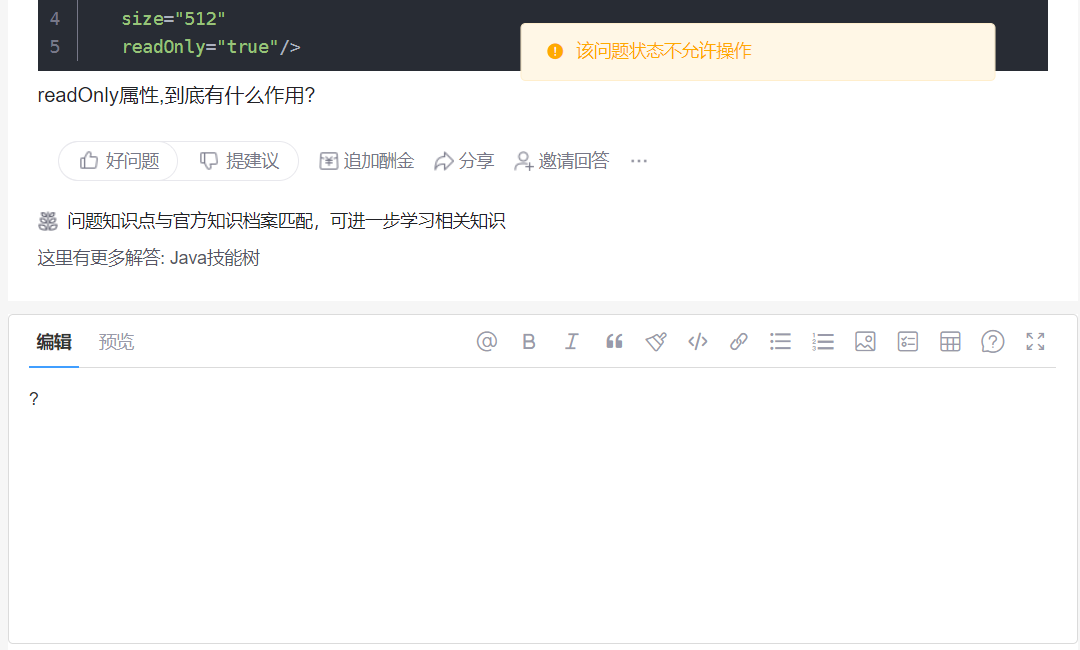 4 size="512"
5 readOnly="true"/>
该问题状态不允许操作
readOnly属性,到底有什么作用?
好问题 提建议 追加酬金 分享 邀请回答 ···
问题知识点与官方知识档案匹配，可进一步学习相关知识
这里有更多解答: Java技能树
编辑 预览
?